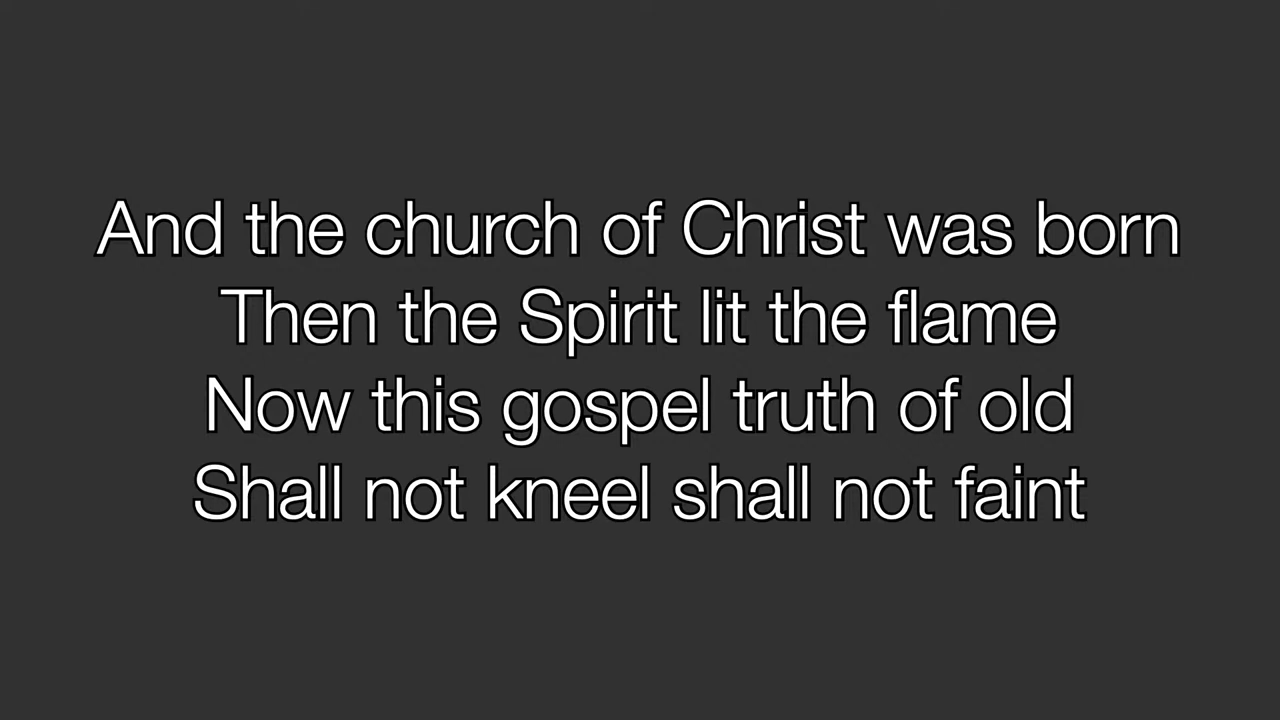 And the church of Christ was born
Then the Spirit lit the flame
Now this gospel truth of old
Shall not kneel shall not faint